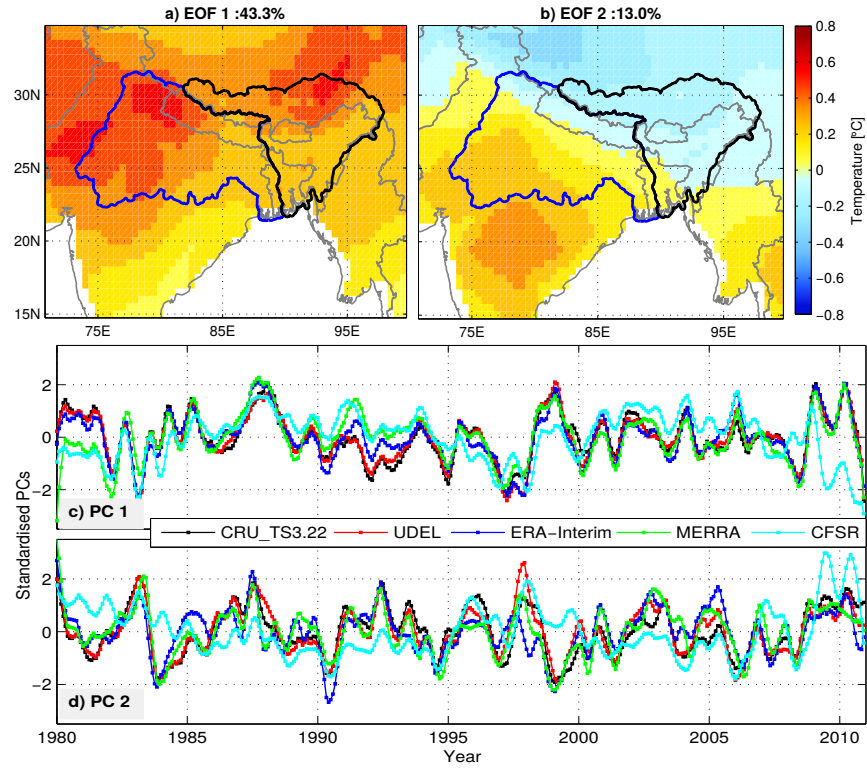 a) EOF 1 :43.3%
b) EOF 2 :13.0%
30N
25N
20N
15N
75E 85E 95E
75E 85E 95E
0.8
0.6
0.4
0.2
0
−0.2
−0.4
−0.6
−0.8
Temperature [°C]
2
0
−2
c) PC 1
CRU_TS3.22 UDEL ERA−Interim MERRA CFSR
Standardised PCs
2
0
−2
d) PC 2
1980 1985 1990 1995 2000 2005 2010
Year